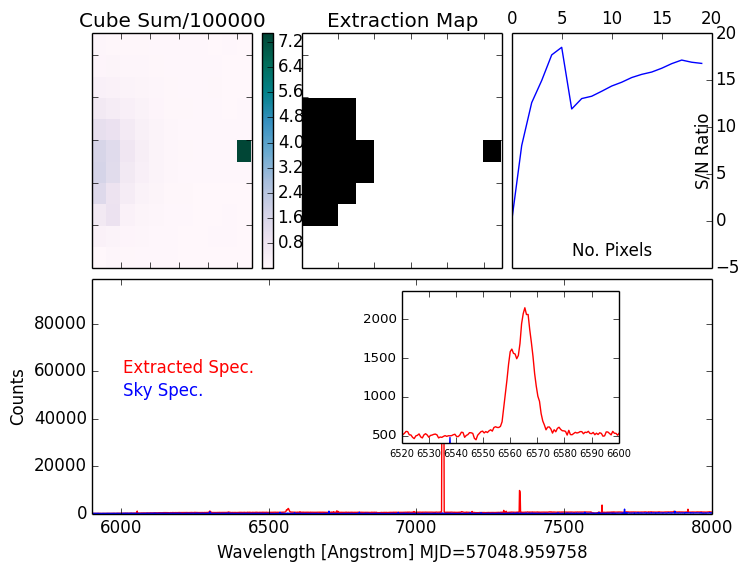 Cube Sum/100000
Extraction Map
0 5 10 15 20
7.2
6.4
5.6
4.8
4.0
3.2
2.4
1.6
0.8
20
15
10
5
0
−5
S/N Ratio
No. Pixels
80000
60000
40000
20000
0
Counts
Extracted Spec.
Sky Spec.
2000
1500
1000
500
6520 6530 6540 6550 6560 6570 6580 6590 6600
6000 6500 7000 7500 8000
Wavelength [Angstrom] MJD=57048.959758